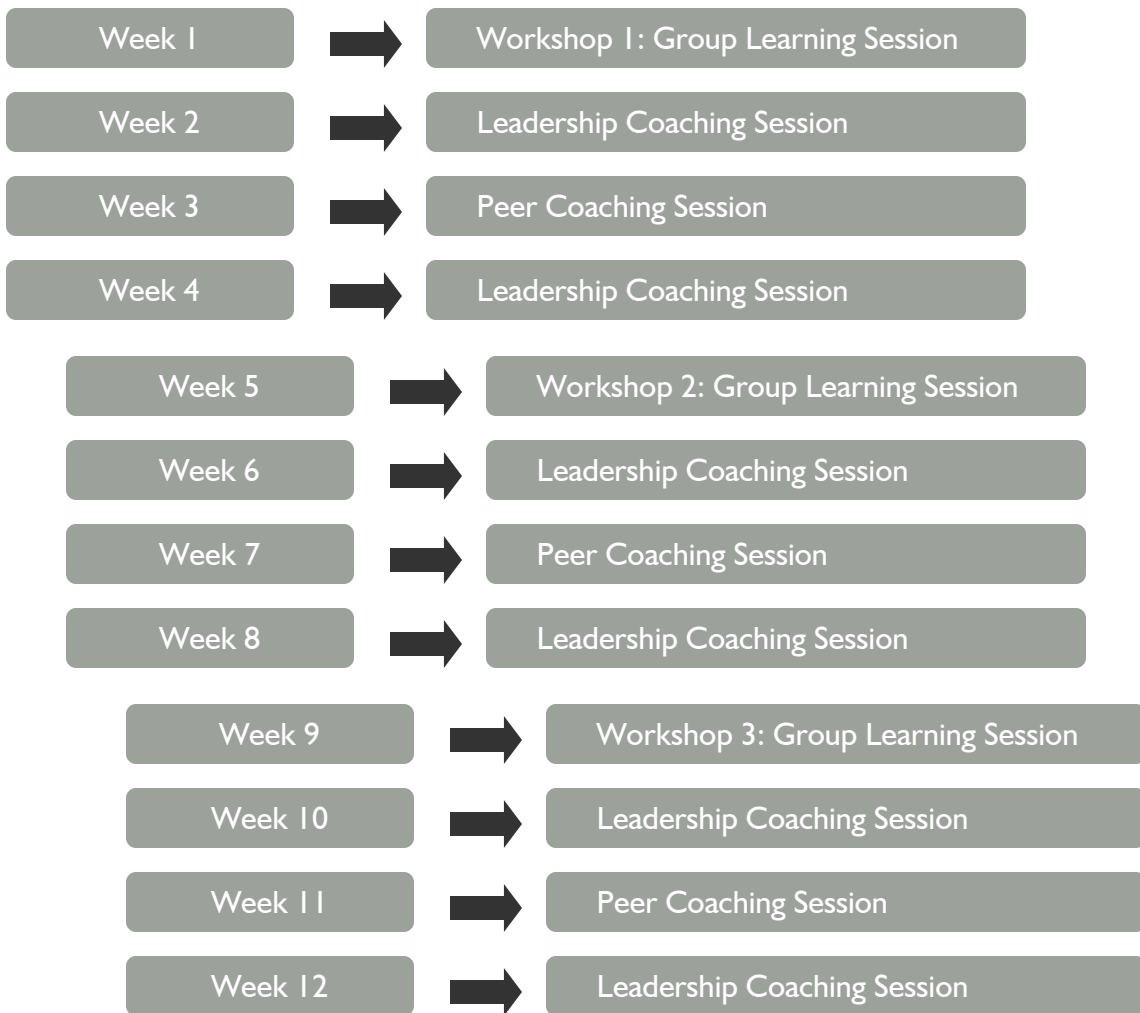 Week 1 Workshop 1: Group Learning Session
Week 2 Leadership Coaching Session
Week 3 Peer Coaching Session
Week 4 Leadership Coaching Session
Week 5 Workshop 2: Group Learning Session
Week 6 Leadership Coaching Session
Week 7 Peer Coaching Session
Week 8 Leadership Coaching Session
Week 9 Workshop 3: Group Learning Session
Week 10 Leadership Coaching Session
Week 11 Peer Coaching Session
Week 12 Leadership Coaching Session